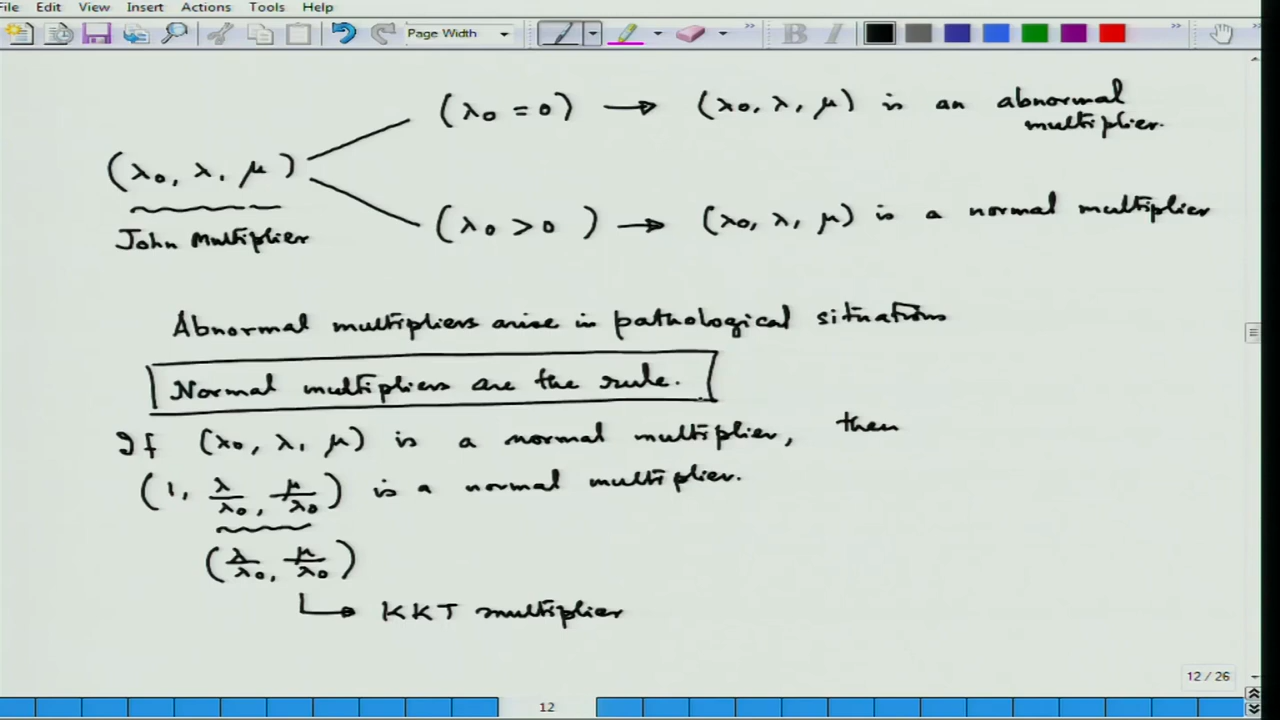 File Edit View Insert Actions Tools Help
Page Width
B I
(λ0 = 0) → (λ0, λ, μ) is an abnormal
multiplier.
(λ0, λ, μ)
John Multiplier
(λ0 > 0 ) → (λ0, λ, μ) is a normal multiplier
Abnormal multipliers arise in pathological situations
Normal multipliers are the rule.
If (λ0, λ, μ) is a normal multiplier, then
(1, λ/λ0, μ/λ0) is a normal multiplier.
(λ/λ0, μ/λ0)
↳ KKT multiplier
12 / 26
12